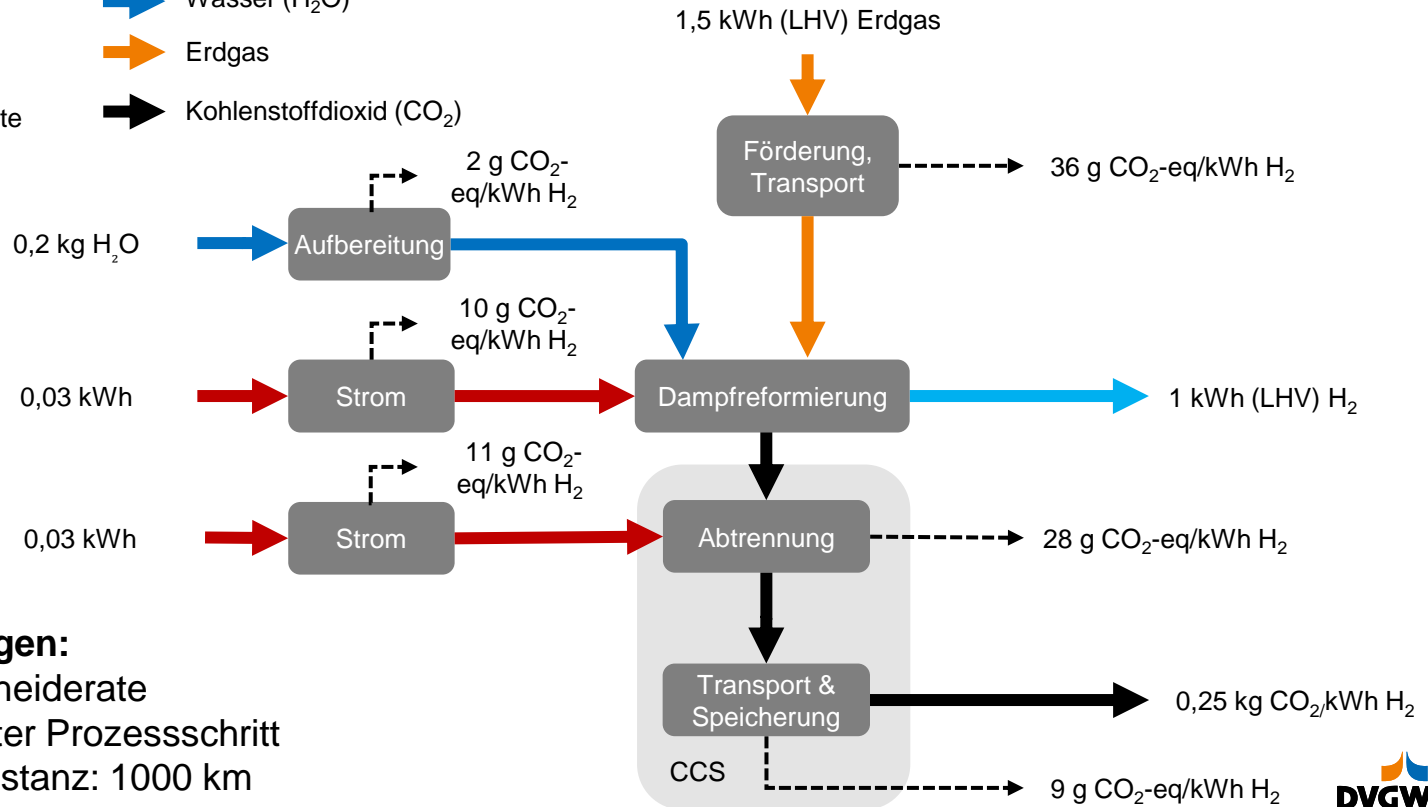 Wasser (H₂O)
Erdgas
te
Kohlenstoffdioxid (CO₂)
1,5 kWh (LHV) Erdgas
Förderung,
Transport
36 g CO₂-eq/kWh H₂
2 g CO₂-
eq/kWh H₂
0,2 kg H₂O
Aufbereitung
10 g CO₂-
eq/kWh H₂
0,03 kWh
Strom
Dampfreformierung
1 kWh (LHV) H₂
11 g CO₂-
eq/kWh H₂
0,03 kWh
Strom
Abtrennung
28 g CO₂-eq/kWh H₂
gen:
neiderate
ter Prozessschritt
stanz: 1000 km
Transport &
Speicherung
0,25 kg CO₂/kWh H₂
CCS
9 g CO₂-eq/kWh H₂
DVGW